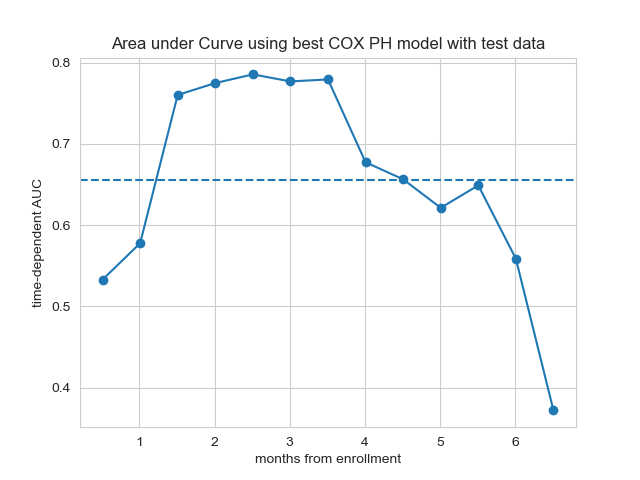 Area under Curve using best COX PH model with test data
0.8
0.7
0.6
0.5
0.4
time-dependent AUC
1 2 3 4 5 6
months from enrollment